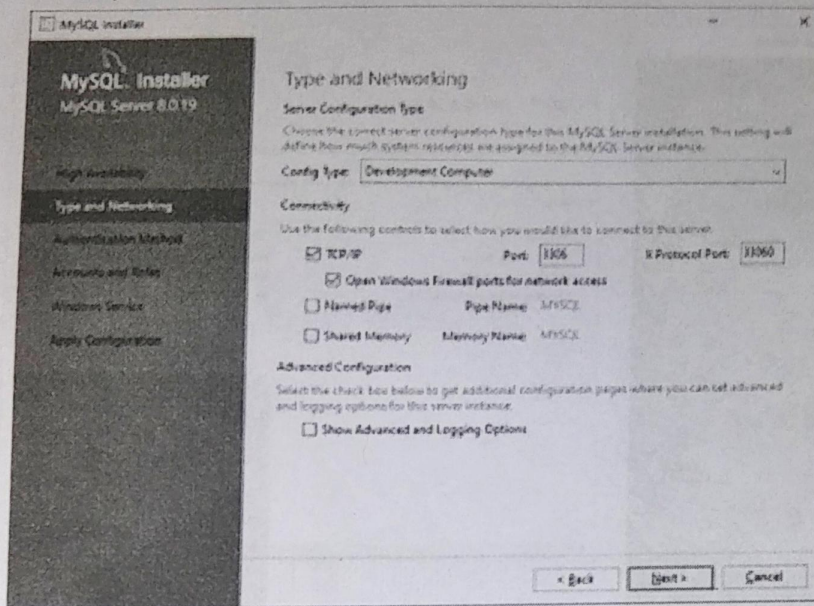 MySQL Installer
MySQL. Installer
MySQL Server 8.0.19
High Availability
Type and Networking
Authentication Method
Accounts and Roles
Windows Service
Apply Configuration
Type and Networking
Server Configuration Type
Choose the correct server configuration type for this MySQL Server installation. This setting will
define how much system resources are assigned to the MySQL Server instance.
Config Type: Development Computer
Connectivity
Use the following controls to select how you would like to connect to this server.
TCP/IP Port: 3306 X Protocol Port: 33060
Open Windows Firewall ports for network access
Named Pipe Pipe Name: MYSQL
Shared Memory Memory Name: MYSQL
Advanced Configuration
Select the check box below to get additional configuration pages where you can set advanced
and logging options for this server instance.
Show Advanced and Logging Options
< Back Next > Cancel